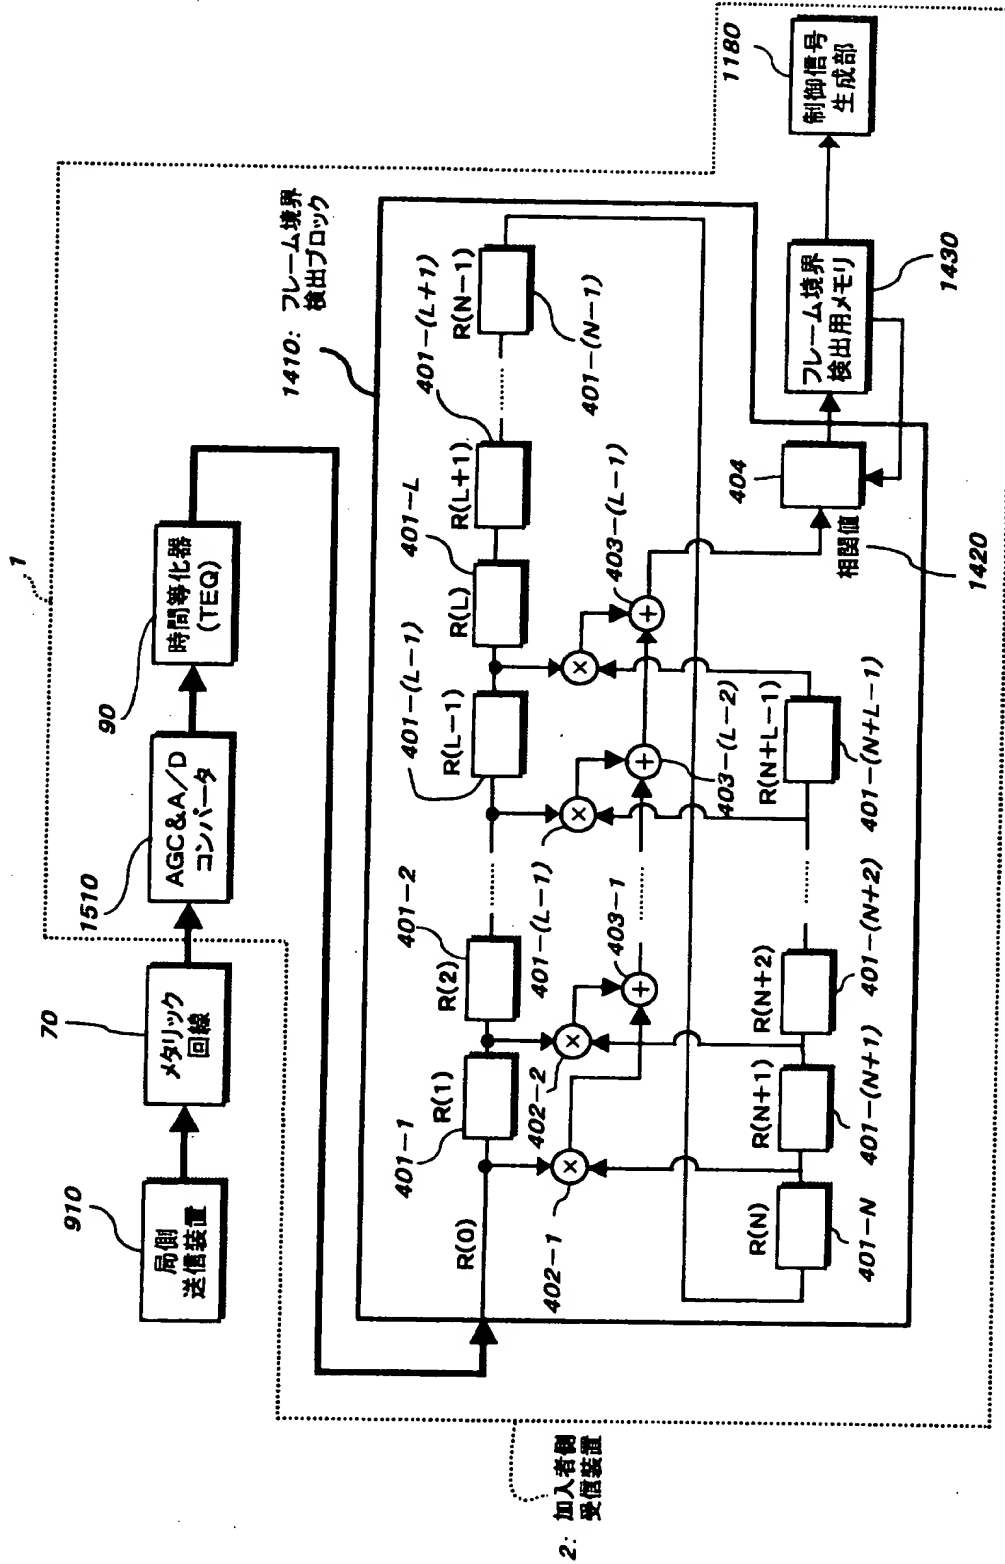 1
910
局側
送信装置
70
メタリック
回線
1510
AGC&A/D
コンバータ
90
時間等化器
(TEQ)
2: 加入者側
受信装置
1410: フレーム境界
検出ブロック
R(0)
401-1
R(1)
401-2
R(2)
401-(L-1)
R(L-1)
401-L
R(L)
401-(L+1)
R(L+1)
R(N-1)
401-(N-1)
402-1
402-2
401-(L-1)
403-1
403-(L-2)
403-(L-1)
R(N)
401-N
R(N+1)
401-(N+1)
R(N+2)
401-(N+2)
R(N+L-1)
401-(N+L-1)
404
相関値
1420
フレーム境界
検出用メモリ
1430
制御信号
生成部
1180